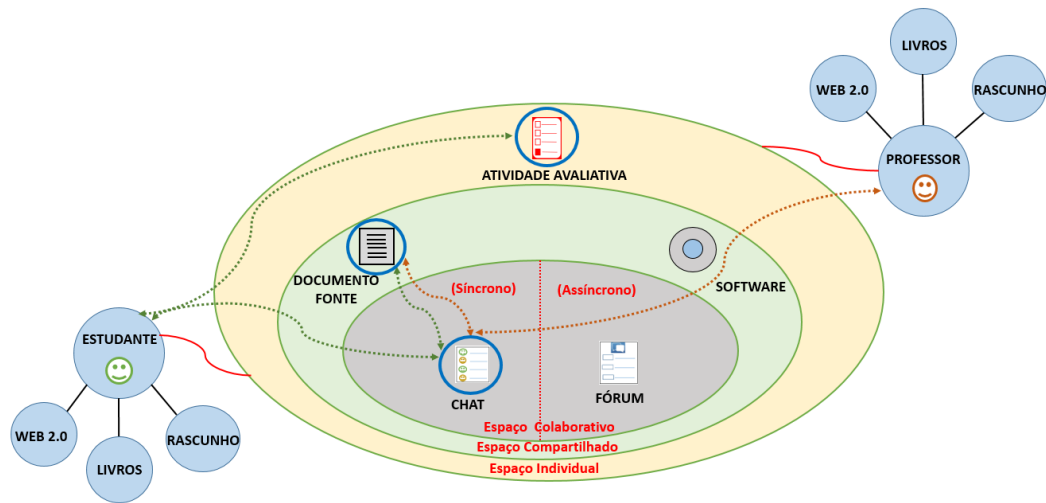 LIVROS
WEB 2.0
RASCUNHO
PROFESSOR
ATIVIDADE AVALIATIVA
DOCUMENTO
FONTE
SOFTWARE
(Síncrono)
(Assíncrono)
ESTUDANTE
CHAT
FÓRUM
Espaço Colaborativo
Espaço Compartilhado
Espaço Individual
WEB 2.0
LIVROS
RASCUNHO